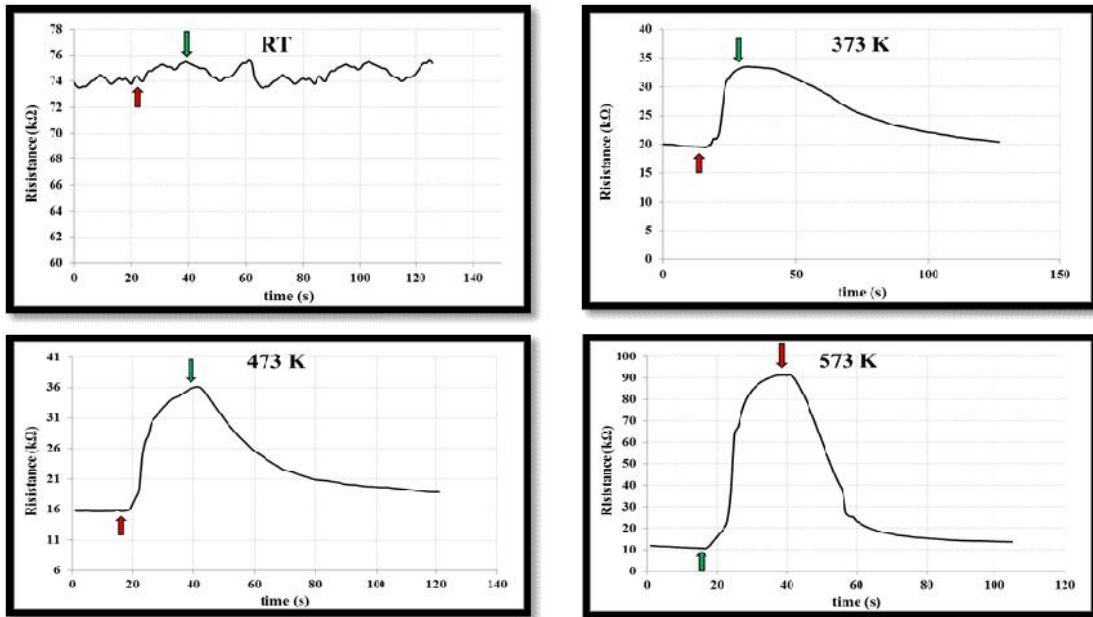 RT
Risistance (kΩ)
78
76
74
72
70
68
66
64
62
60
0 20 40 60 80 100 120 140
time (s)
373 K
Risistance (kΩ)
40
35
30
25
20
15
10
5
0
0 50 100 150
time (s)
473 K
Risistance (kΩ)
41
36
31
26
21
16
11
6
0 20 40 60 80 100 120 140
time (s)
573 K
Risistance (kΩ)
100
90
80
70
60
50
40
30
20
10
0
0 20 40 60 80 100 120
time (s)